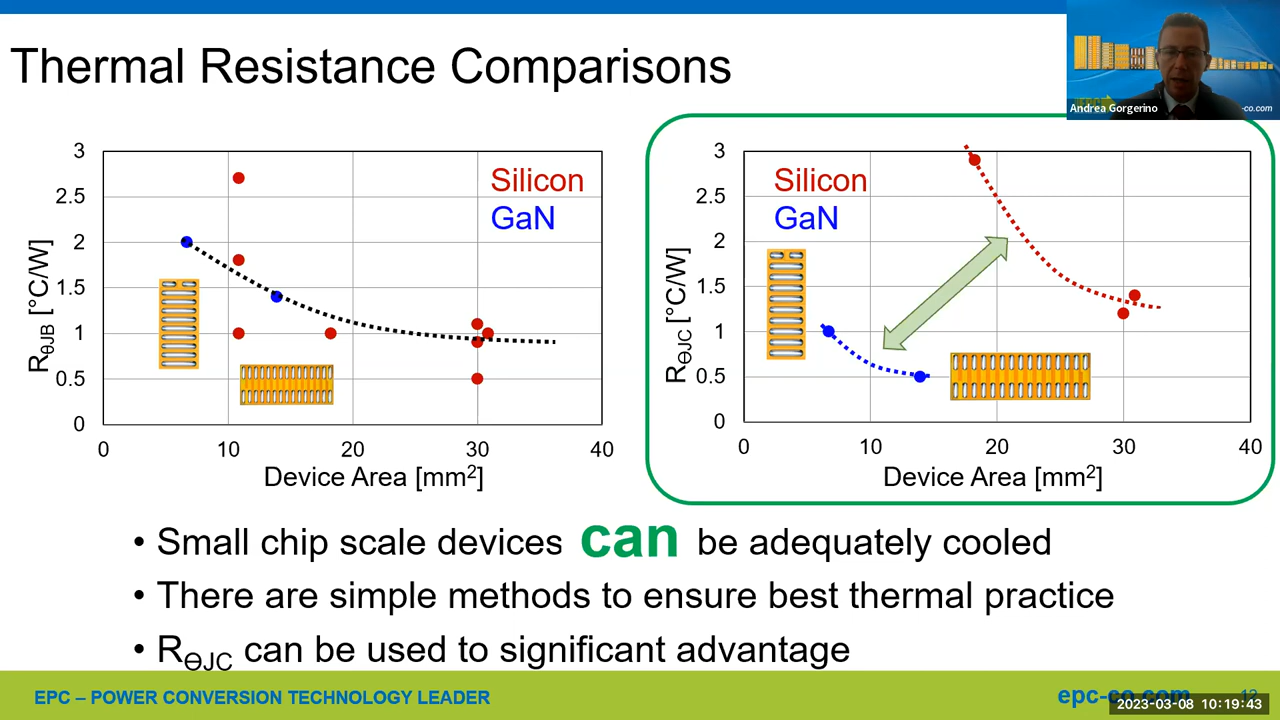 Thermal Resistance Comparisons
Andrea Gorgerino
-co.com
3
2.5
2
1.5
1
0.5
0
0
10
20
30
40
RΘJB [°C/W]
Device Area [mm²]
Silicon
GaN
3
2.5
2
1.5
1
0.5
0
0
10
20
30
40
RΘJC [°C/W]
Device Area [mm²]
Silicon
GaN
• Small chip scale devices can be adequately cooled
• There are simple methods to ensure best thermal practice
• RΘJC can be used to significant advantage
EPC – POWER CONVERSION TECHNOLOGY LEADER
epc-co.com
12
2023-03-08 10:19:43